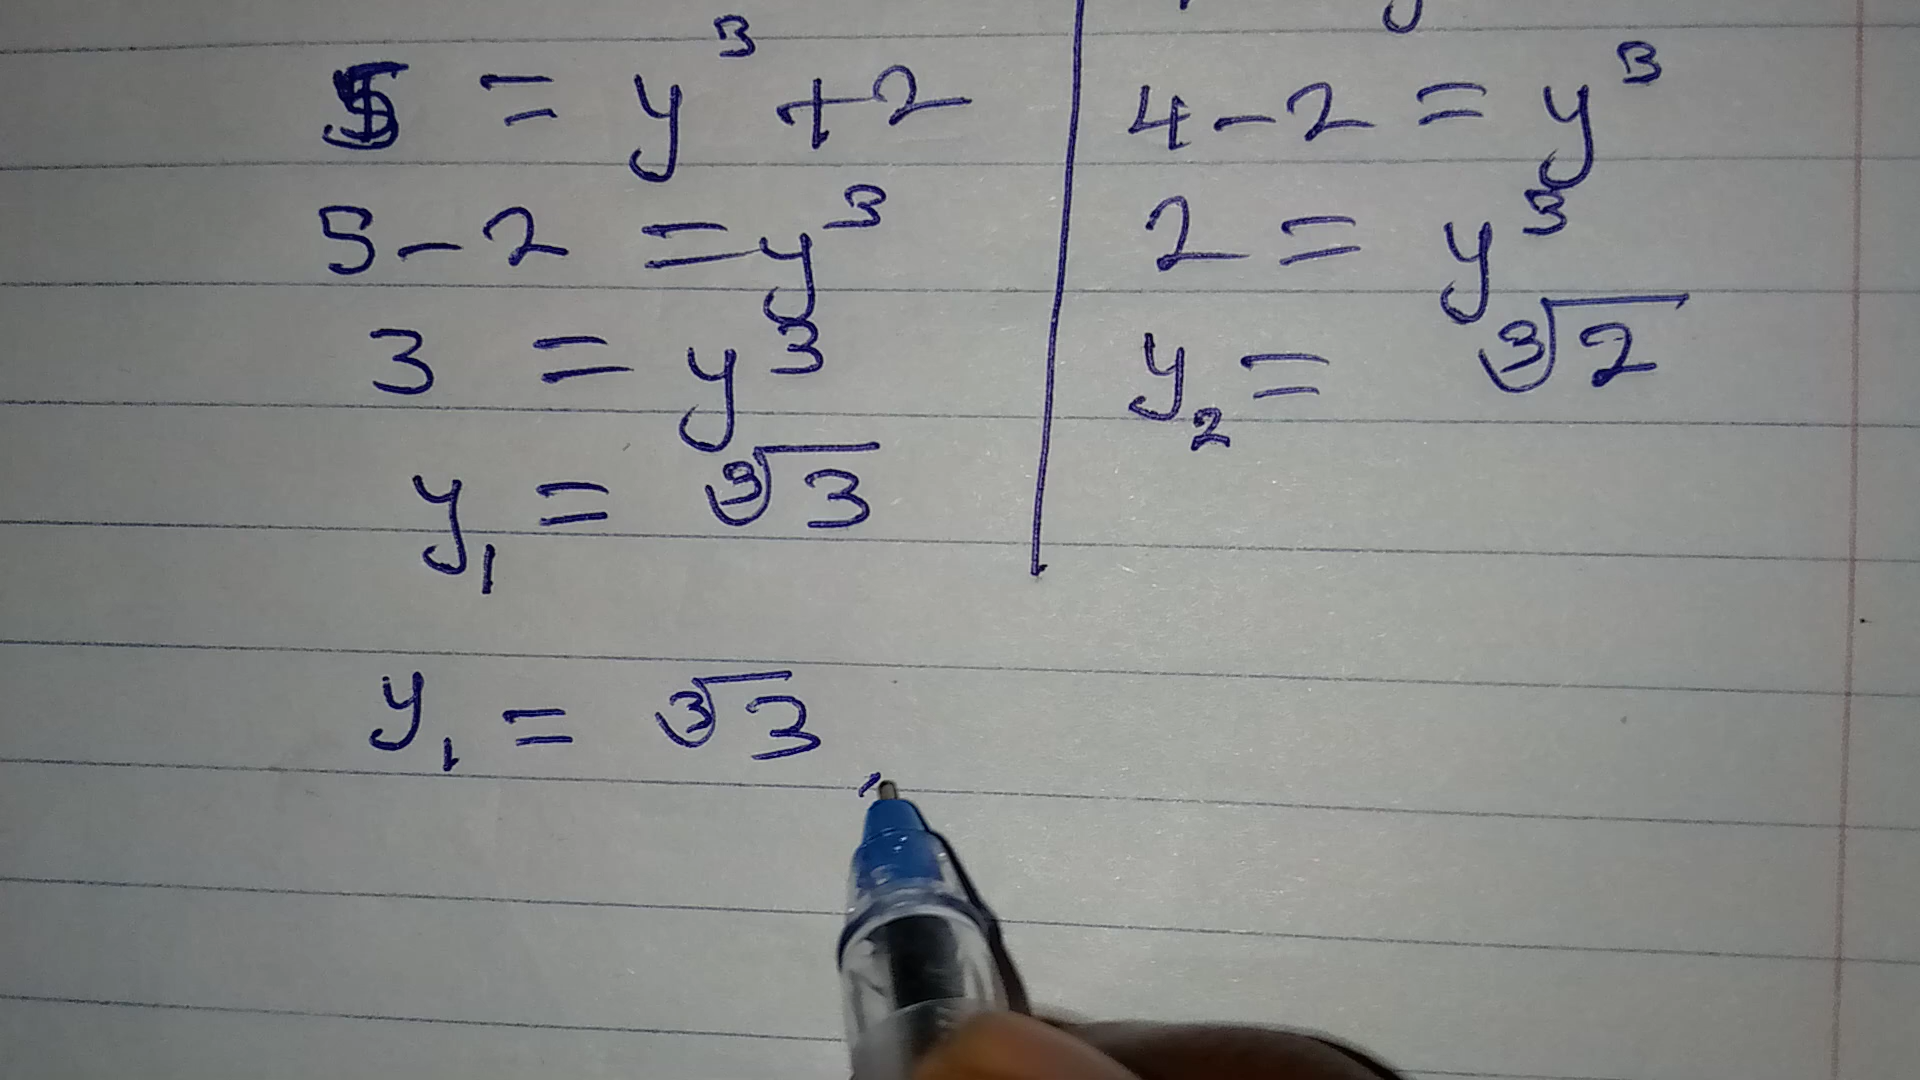 5 = y³ + 2
5 - 2 = y³
3 = y³
y₁ = ∛3
4 - 2 = y³
2 = y³
y₂ = ∛2
y₁ = ∛3 ,